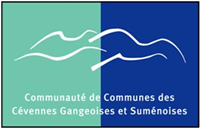 Communauté de Communes des
Cévennes Gangeoises et Suménoises